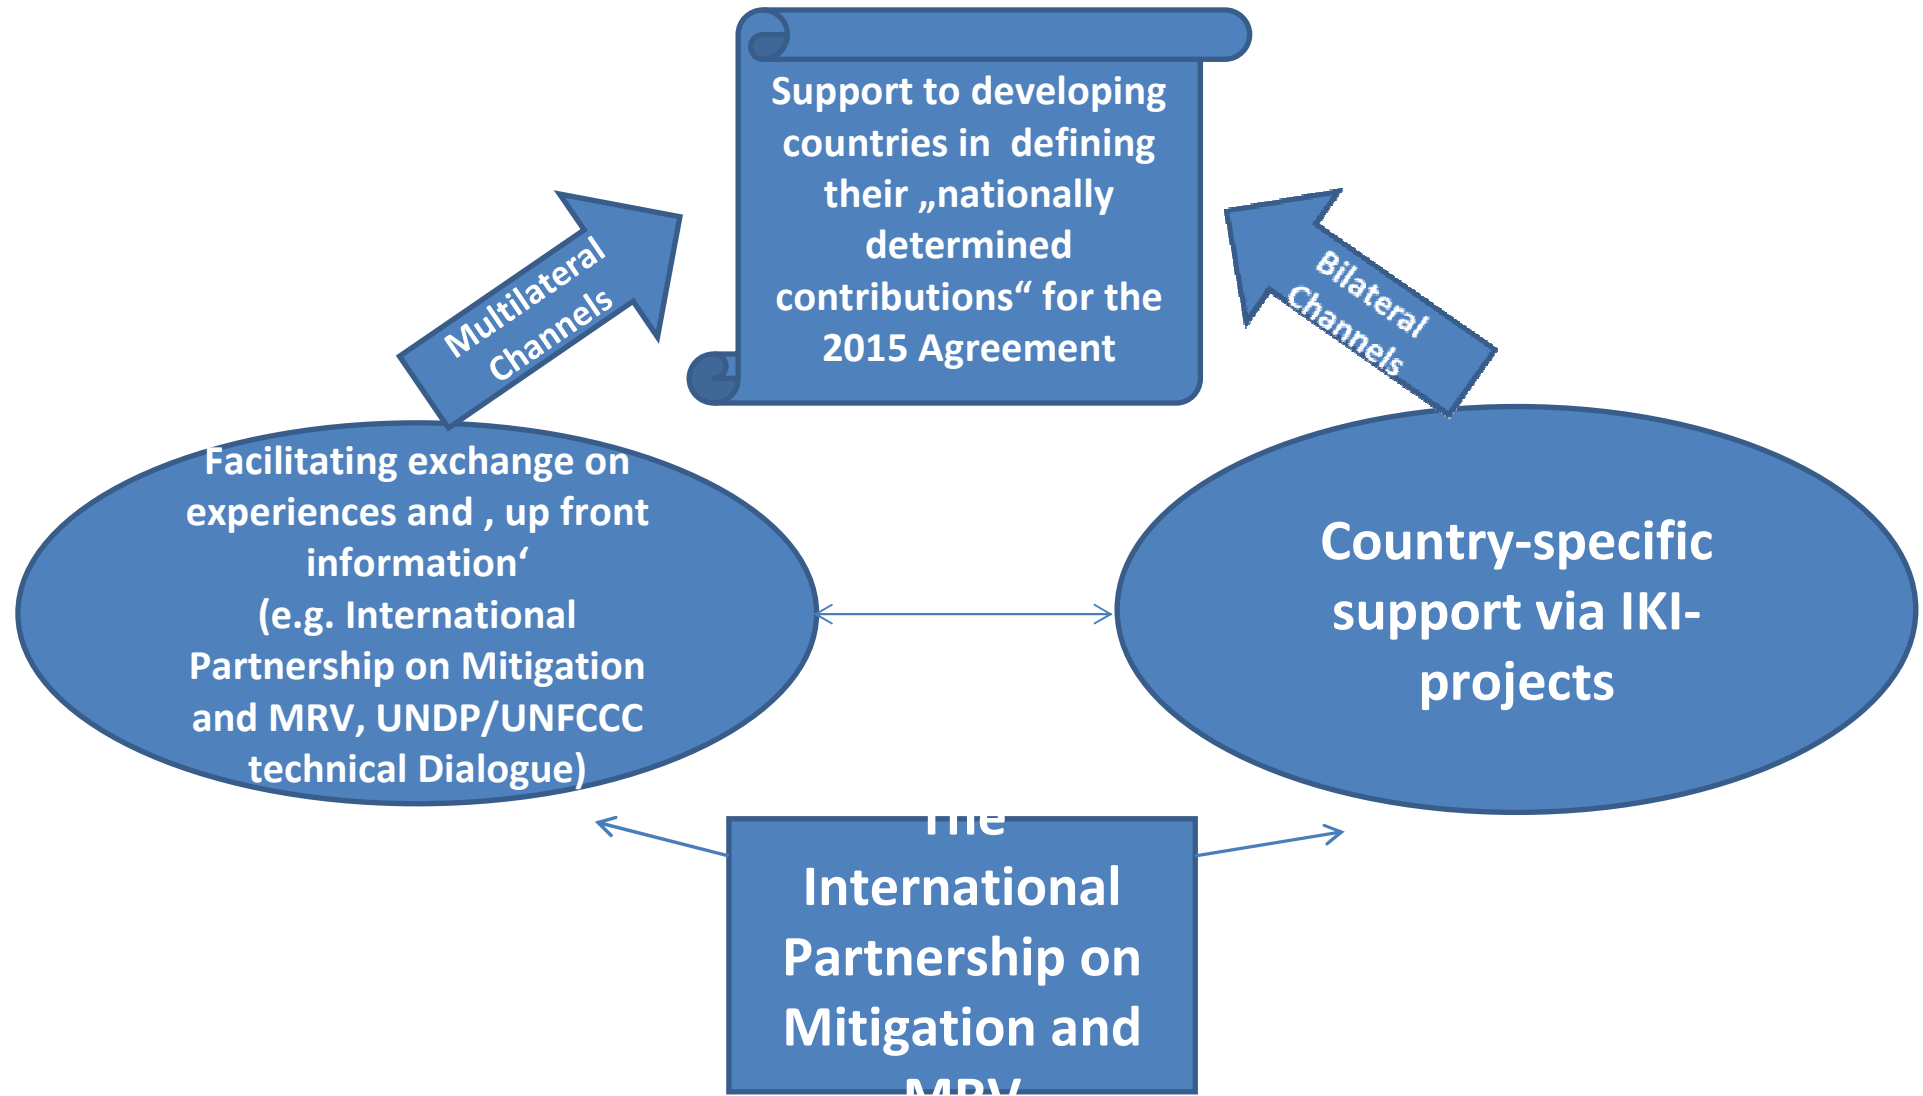 Support to developing
countries in  defining
their „nationally
determined
contributions“ for the
2015 Agreement
Multilateral
Channels
Bilateral
Channels
Facilitating exchange on
experiences and , up front
information‘
(e.g. International
Partnership on Mitigation
and MRV, UNDP/UNFCCC
technical Dialogue)
Country-specific
support via IKI-
projects
The
International
Partnership on
Mitigation and
MRV